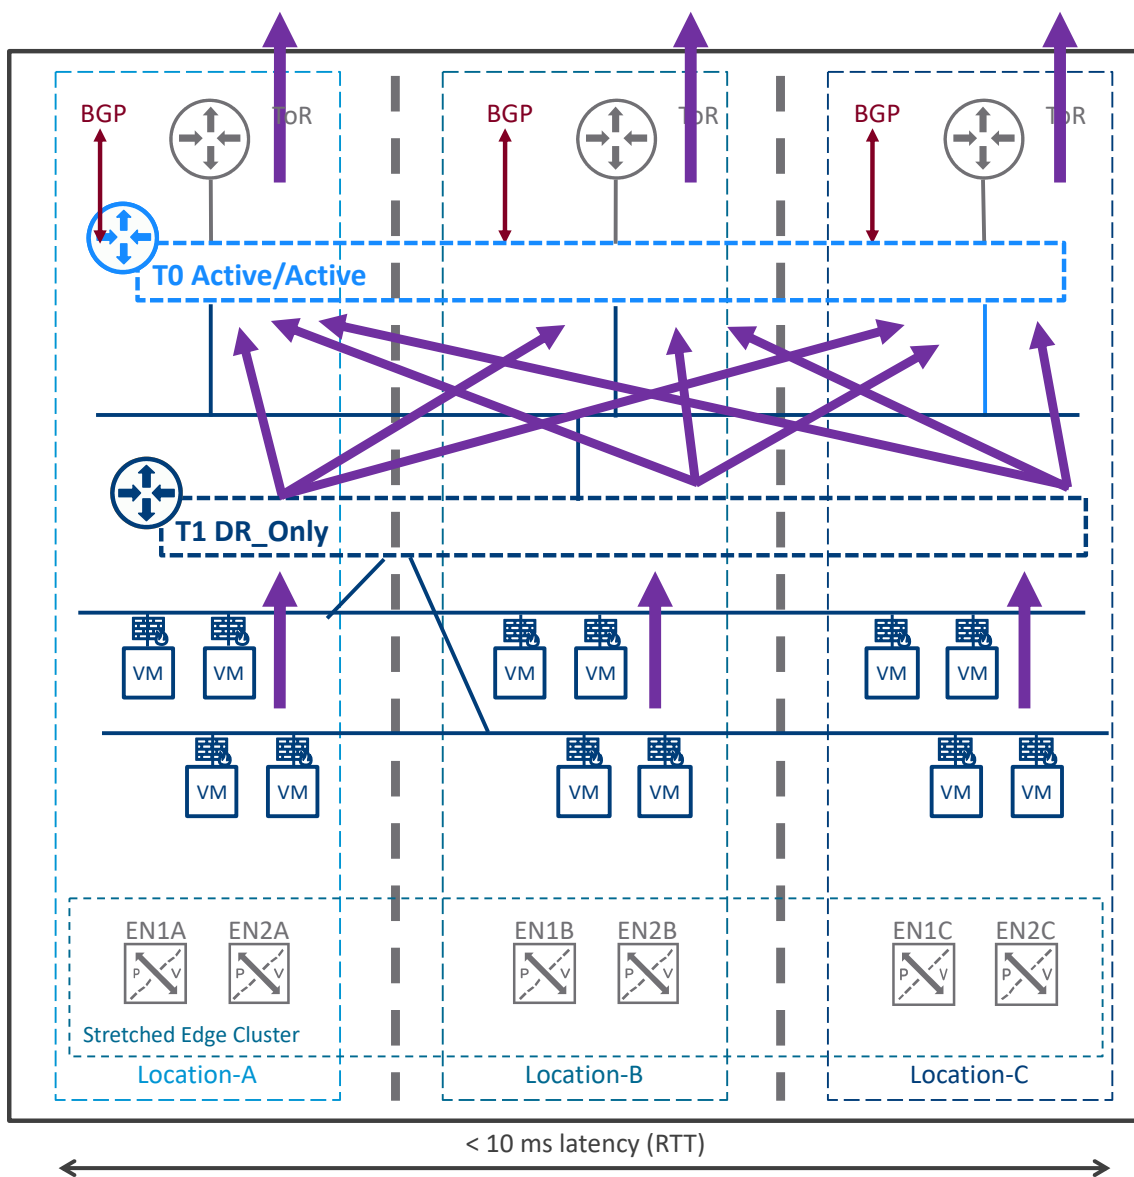 BGP
ToR
BGP
ToR
BGP
ToR
T0 Active/Active
T1 DR_Only
VM
VM
VM
VM
VM
VM
VM
VM
VM
VM
VM
VM
EN1A
EN2A
EN1B
EN2B
EN1C
EN2C
P V
P V
P V
P V
P V
P V
Stretched Edge Cluster
Location-A
Location-B
Location-C
< 10 ms latency (RTT)